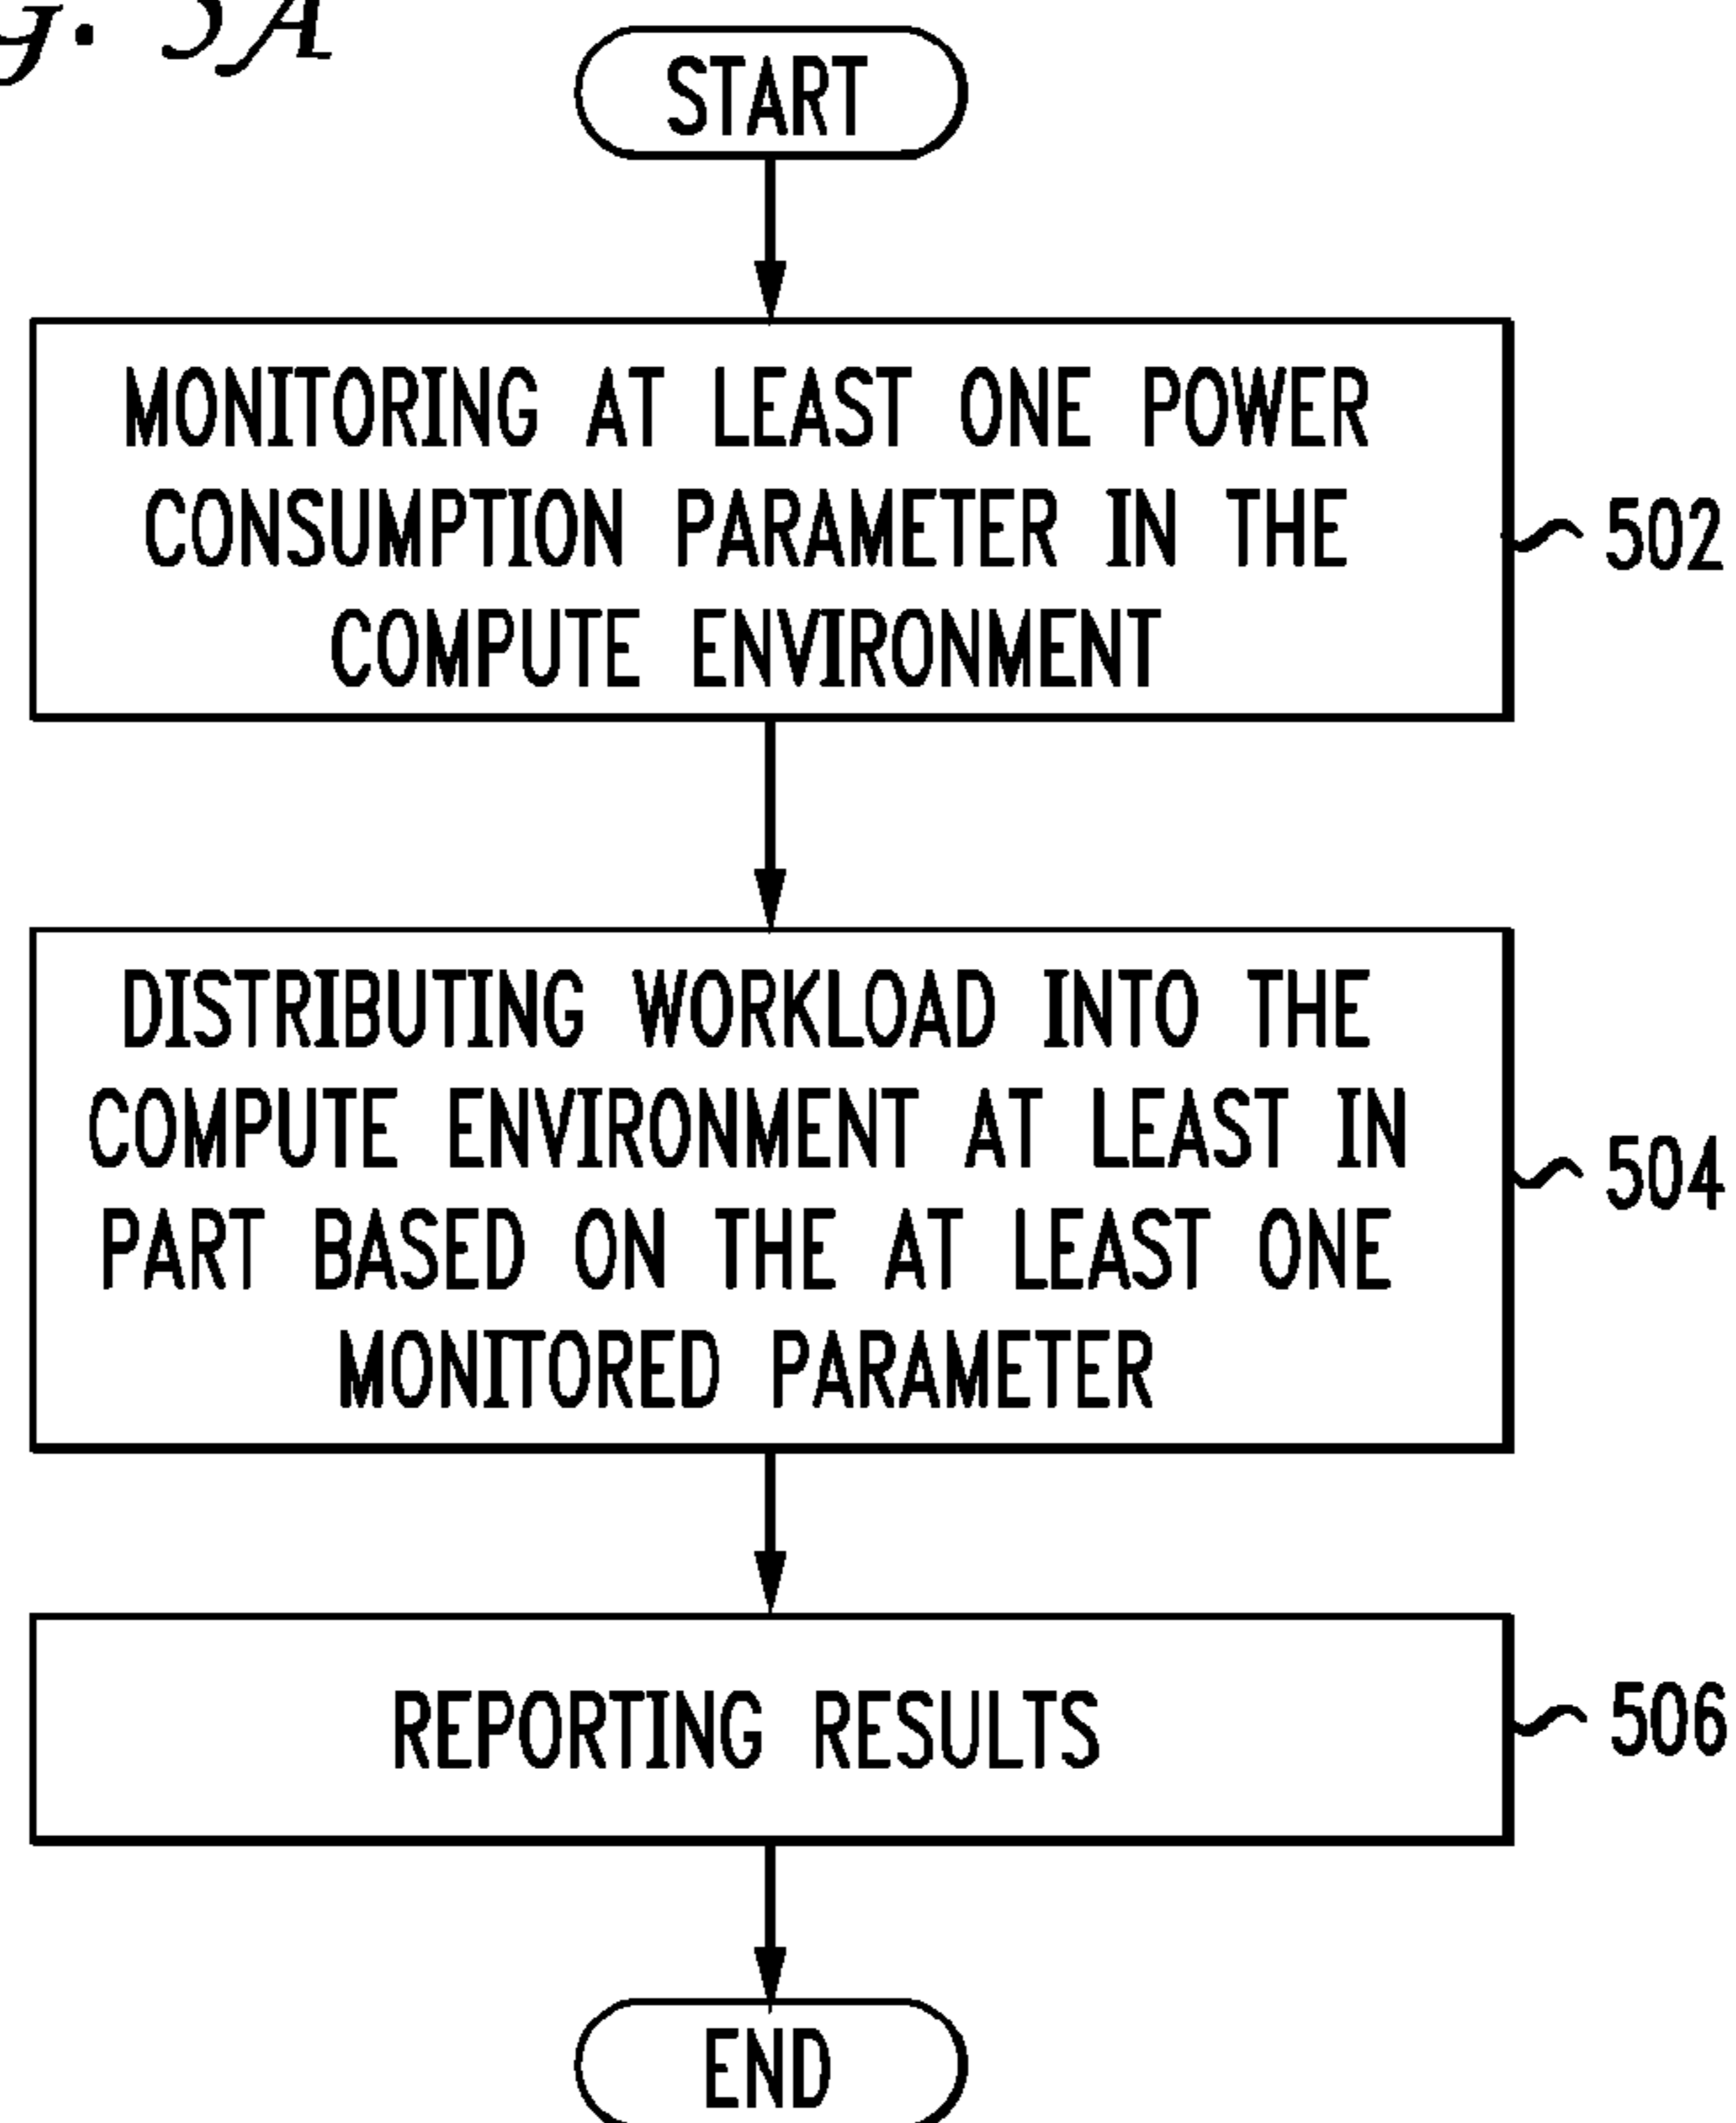 5A
START
MONITORING AT LEAST ONE POWER
CONSUMPTION PARAMETER IN THE
COMPUTE ENVIRONMENT
502
DISTRIBUTING WORKLOAD INTO THE
COMPUTE ENVIRONMENT AT LEAST IN
PART BASED ON THE AT LEAST ONE
MONITORED PARAMETER
504
REPORTING RESULTS
506
END